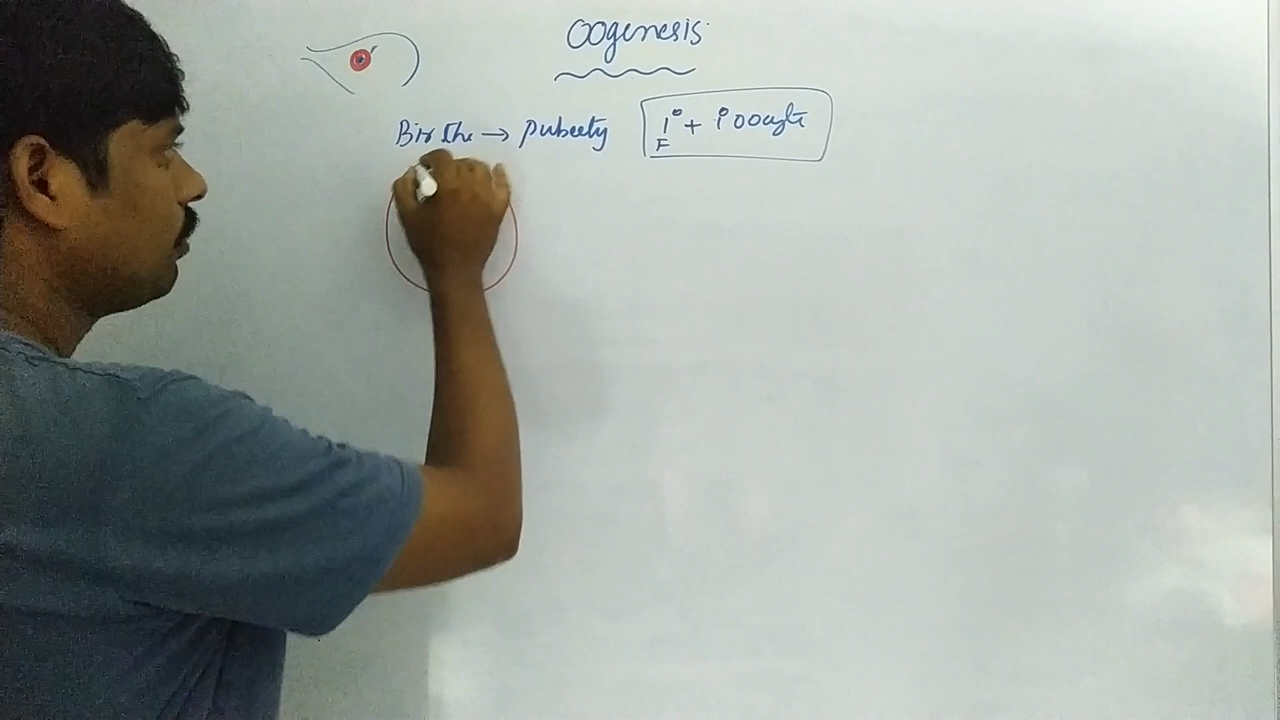 Oogenesis
Birth → puberty 1° + 1° oocyte
F